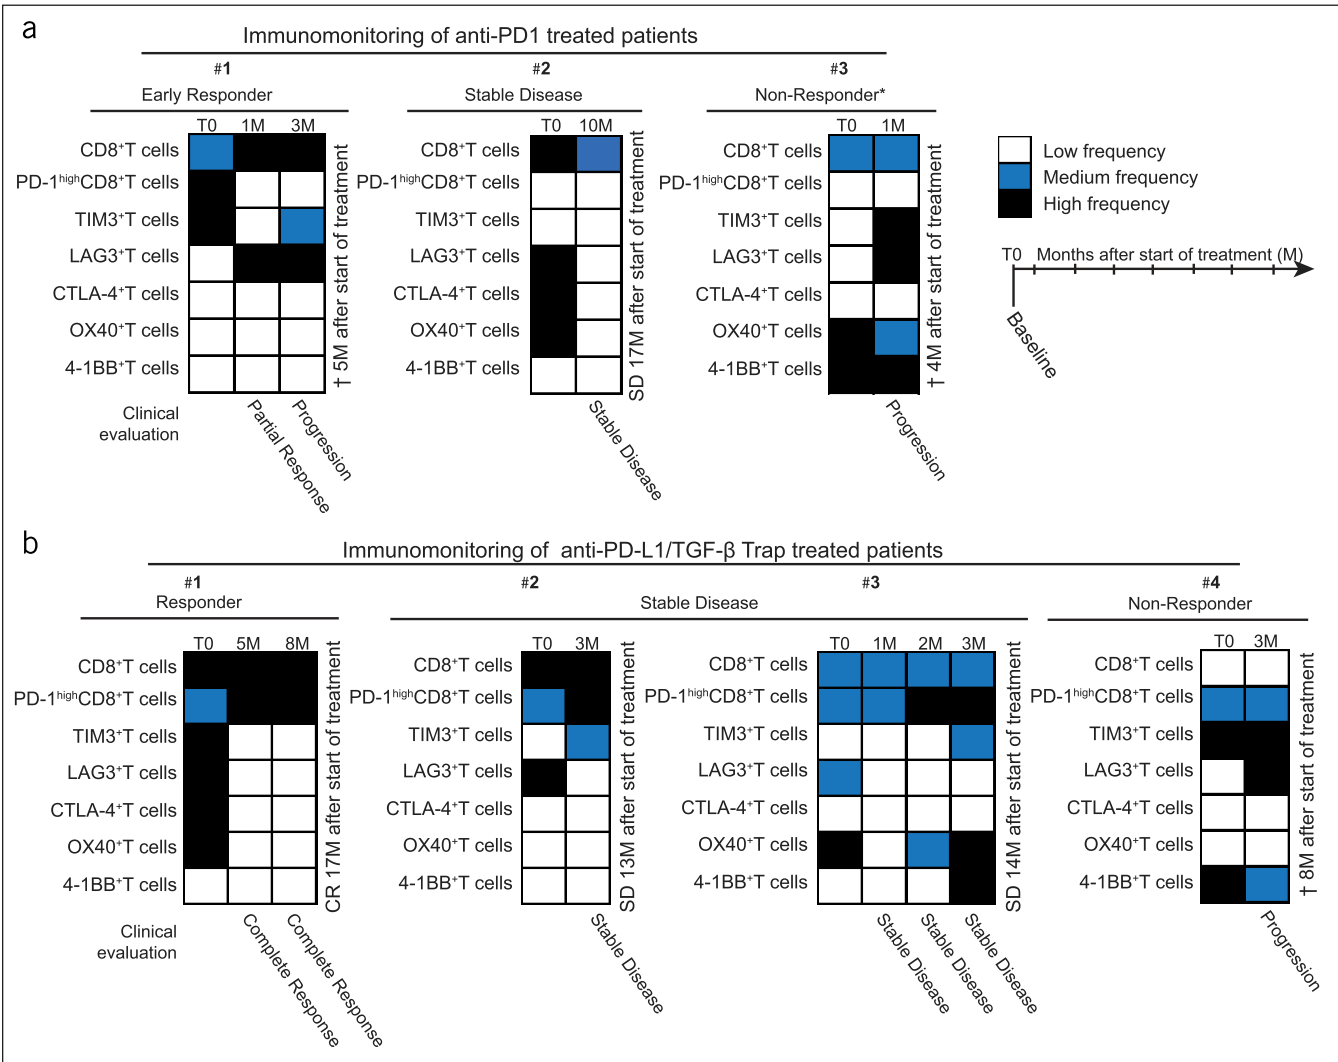 a
Immunomonitoring of anti-PD1 treated patients
#1
Early Responder
T0 1M 3M
CD8⁺T cells
PD-1ʰⁱᵍʰCD8⁺T cells
TIM3⁺T cells
LAG3⁺T cells
CTLA-4⁺T cells
OX40⁺T cells
4-1BB⁺T cells
† 5M after start of treatment
Clinical
evaluation
Partial Response
Progression
#2
Stable Disease
T0 10M
CD8⁺T cells
PD-1ʰⁱᵍʰCD8⁺T cells
TIM3⁺T cells
LAG3⁺T cells
CTLA-4⁺T cells
OX40⁺T cells
4-1BB⁺T cells
SD 17M after start of treatment
Stable Disease
#3
Non-Responder*
T0 1M
CD8⁺T cells
PD-1ʰⁱᵍʰCD8⁺T cells
TIM3⁺T cells
LAG3⁺T cells
CTLA-4⁺T cells
OX40⁺T cells
4-1BB⁺T cells
† 4M after start of treatment
Progression
Low frequency
Medium frequency
High frequency
T0 Months after start of treatment (M)
Baseline
b
Immunomonitoring of anti-PD-L1/TGF-β Trap treated patients
#1
Responder
T0 5M 8M
CD8⁺T cells
PD-1ʰⁱᵍʰCD8⁺T cells
TIM3⁺T cells
LAG3⁺T cells
CTLA-4⁺T cells
OX40⁺T cells
4-1BB⁺T cells
CR 17M after start of treatment
Clinical
evaluation
Complete Response
Complete Response
#2 #3
Stable Disease
T0 3M
CD8⁺T cells
PD-1ʰⁱᵍʰCD8⁺T cells
TIM3⁺T cells
LAG3⁺T cells
CTLA-4⁺T cells
OX40⁺T cells
4-1BB⁺T cells
SD 13M after start of treatment
Stable Disease
T0 1M 2M 3M
CD8⁺T cells
PD-1ʰⁱᵍʰCD8⁺T cells
TIM3⁺T cells
LAG3⁺T cells
CTLA-4⁺T cells
OX40⁺T cells
4-1BB⁺T cells
SD 14M after start of treatment
Stable Disease
Stable Disease
Stable Disease
#4
Non-Responder
T0 3M
CD8⁺T cells
PD-1ʰⁱᵍʰCD8⁺T cells
TIM3⁺T cells
LAG3⁺T cells
CTLA-4⁺T cells
OX40⁺T cells
4-1BB⁺T cells
† 8M after start of treatment
Progression